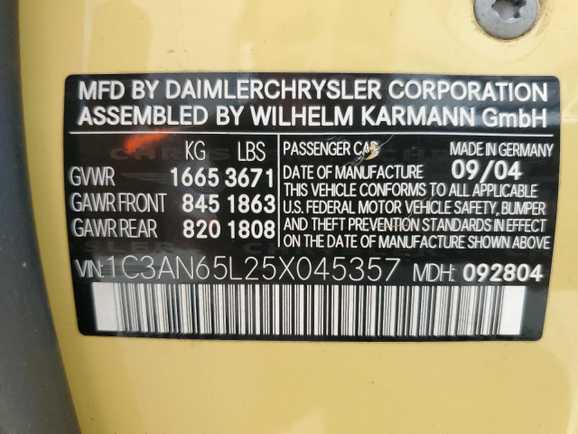 MFD BY DAIMLERCHRYSLER CORPORATION
ASSEMBLED BY WILHELM KARMANN GmbH
KG LBS
GVWR 1665 3671
GAWR FRONT 845 1863
GAWR REAR 820 1808
PASSENGER CAR
DATE OF MANUFACTURE 09/04
THIS VEHICLE CONFORMS TO ALL APPLICABLE
U.S. FEDERAL MOTOR VEHICLE SAFETY, BUMPER
AND THEFT PREVENTION STANDARDS IN EFFECT
ON THE DATE OF MANUFACTURE SHOWN ABOVE
VIN: 1C3AN65L25X045357 MDH: 092804